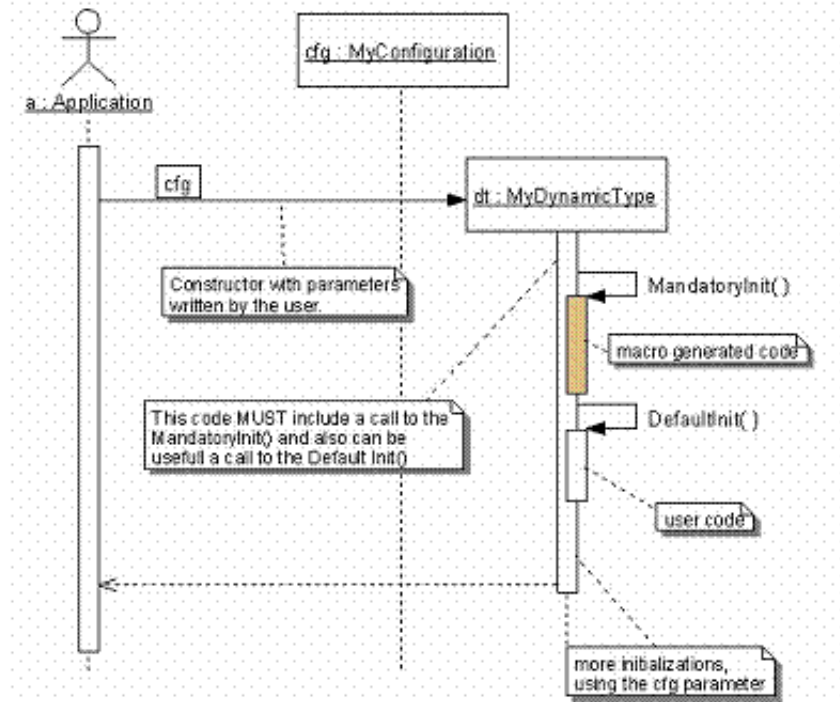 cfg : MyConfiguration
a : Application
cfg
dt : MyDynamicType
Constructor with parameters
written by the user.
MandatoryInit( )
macro generated code
This code MUST include a call to the
MandatoryInit() and also can be
usefull a call to the Default Init()
DefaultInit( )
user code
more initializations,
using the cfg parameter